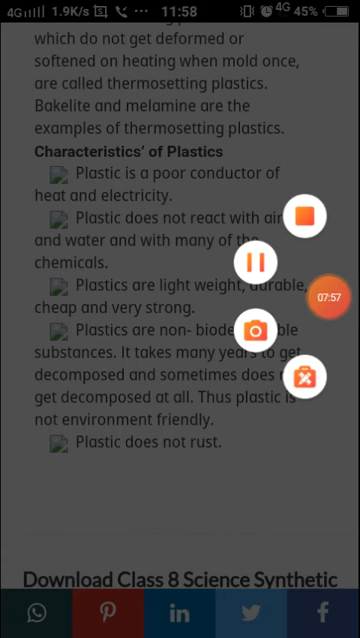 4G 1.9K/s 11:58 4G 45%
which do not get deformed or
softened on heating when mold once,
are called thermosetting plastics.
Bakelite and melamine are the
examples of thermosetting plastics.
Characteristics’ of Plastics
Plastic is a poor conductor of
heat and electricity.
Plastic does not react with air
and water and with many of the
chemicals.
Plastics are light weight, durable,
07:57
cheap and very strong.
Plastics are non-
substances. It takes many years to get
decomposed and sometimes does
get decomposed at all. Thus plastic is
not environment friendly.
Plastic does not rust.
Download Class 8 Science Synthetic